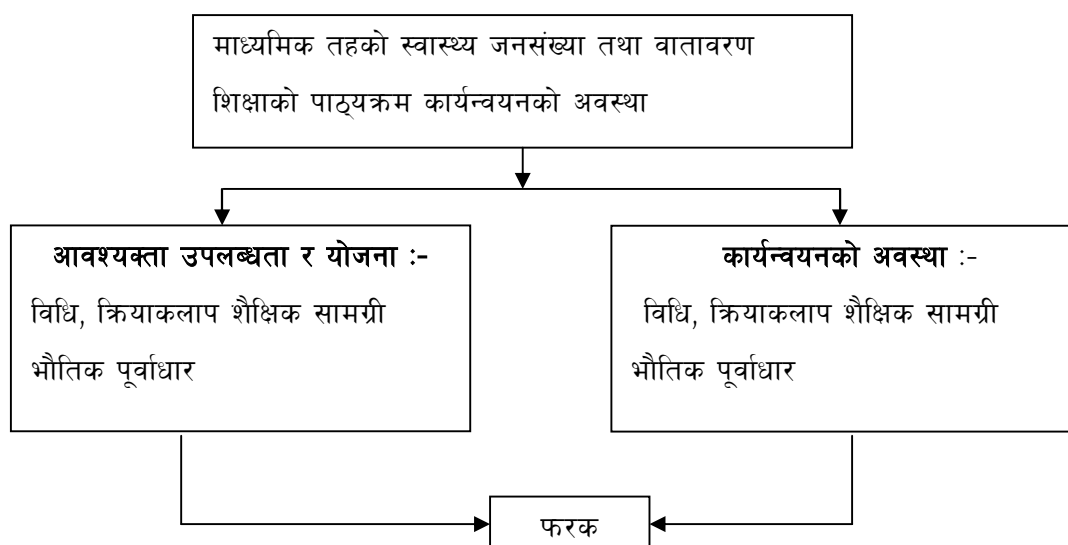 माध्यमिक तहको स्वास्थ्य जनसंख्या तथा वातावरण
शिक्षाको पाठ्यक्रम कार्यन्वयनको अवस्था
आवश्यक्ता उपलब्धता र योजना :-
विधि, क्रियाकलाप शैक्षिक सामग्री
भौतिक पूर्वाधार
कार्यन्वयनको अवस्था :-
विधि, क्रियाकलाप शैक्षिक सामग्री
भौतिक पूर्वाधार
फरक